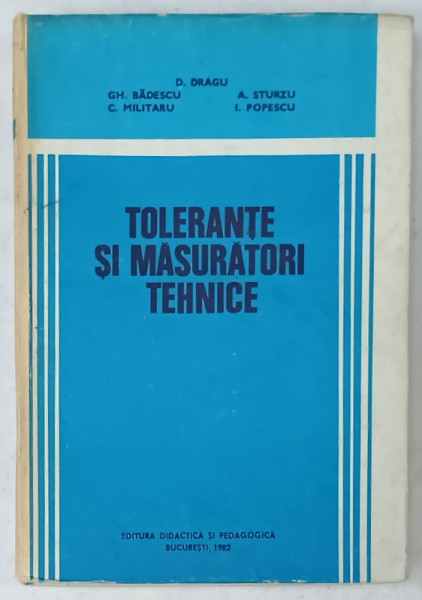 D. DRAGU
GH. BĂDESCU A. STURZU
C. MILITARU I. POPESCU
TOLERANȚE
ȘI MĂSURĂTORI
TEHNICE
EDITURA DIDACTICĂ ȘI PEDAGOGICĂ
BUCUREȘTI, 1982